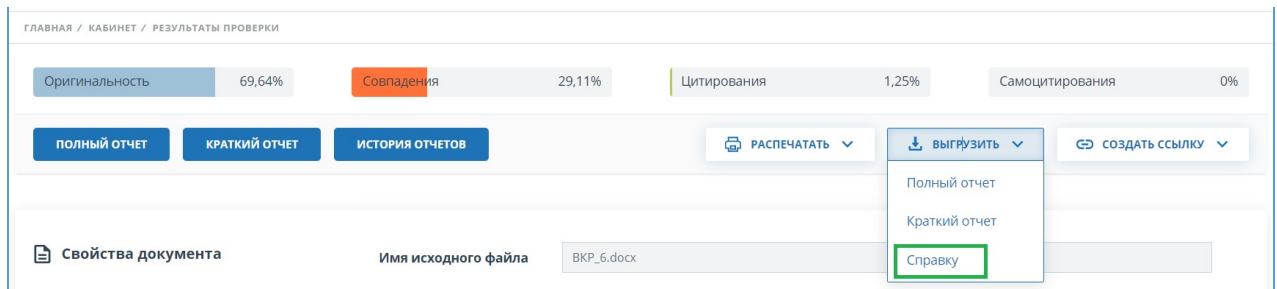 ГЛАВНАЯ / КАБИНЕТ / РЕЗУЛЬТАТЫ ПРОВЕРКИ
Оригинальность 69,64% Совпадения 29,11% Цитирования 1,25% Самоцитирования 0%
ПОЛНЫЙ ОТЧЕТ КРАТКИЙ ОТЧЕТ ИСТОРИЯ ОТЧЕТОВ РАСПЕЧАТАТЬ ВЫГРУЗИТЬ СОЗДАТЬ ССЫЛКУ
Полный отчет
Краткий отчет
Свойства документа Имя исходного файла ВКР_6.docx Справку